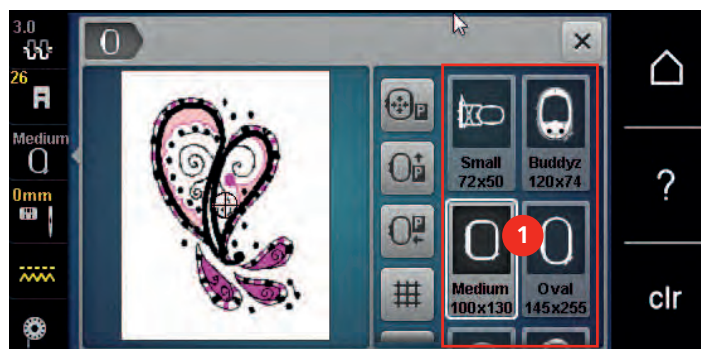 3.0
26
Medium
0mm
P
P
P
Small
72x50
Buddyz
120x74
Medium
100x130
1
Oval
145x255
?
clr